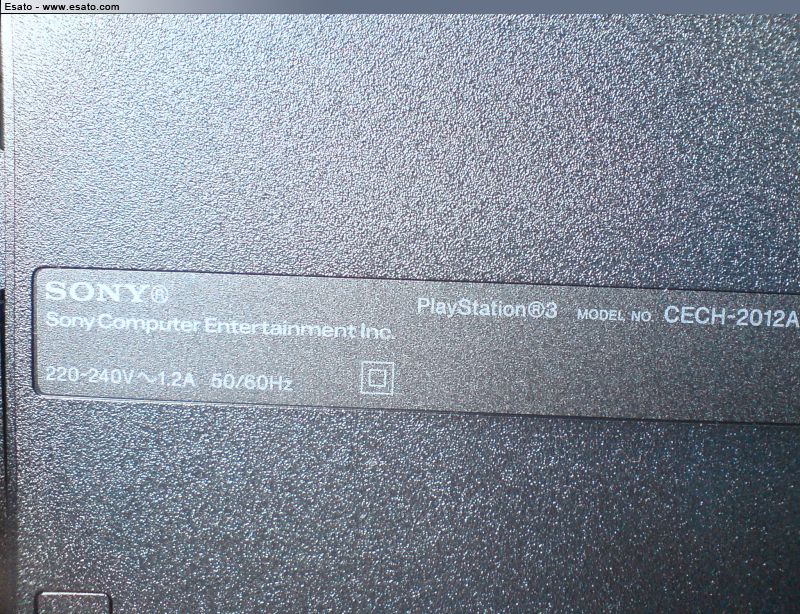 Esato - www.esato.com
SONY®
Sony Computer Entertainment Inc.
PlayStation®3 MODEL NO. CECH-2012A
220-240V～1.2A 50/60Hz